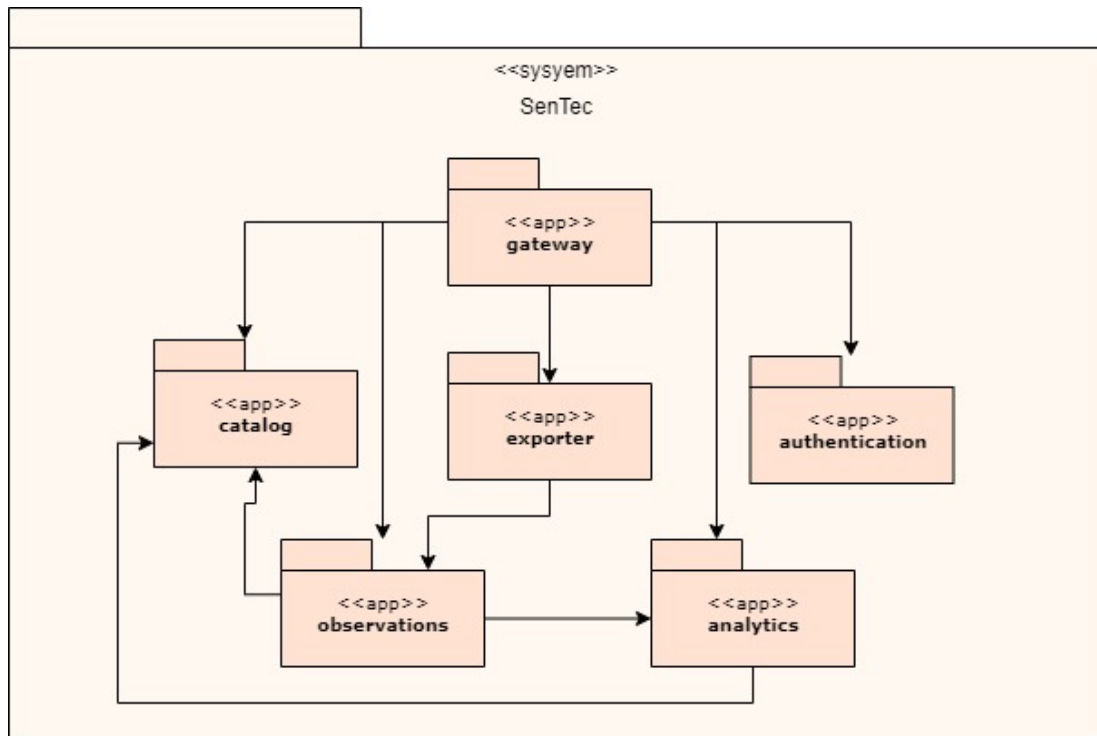 <<sysyem>>
SenTec
<<app>>
gateway
<<app>>
catalog
<<app>>
exporter
<<app>>
authentication
<<app>>
observations
<<app>>
analytics